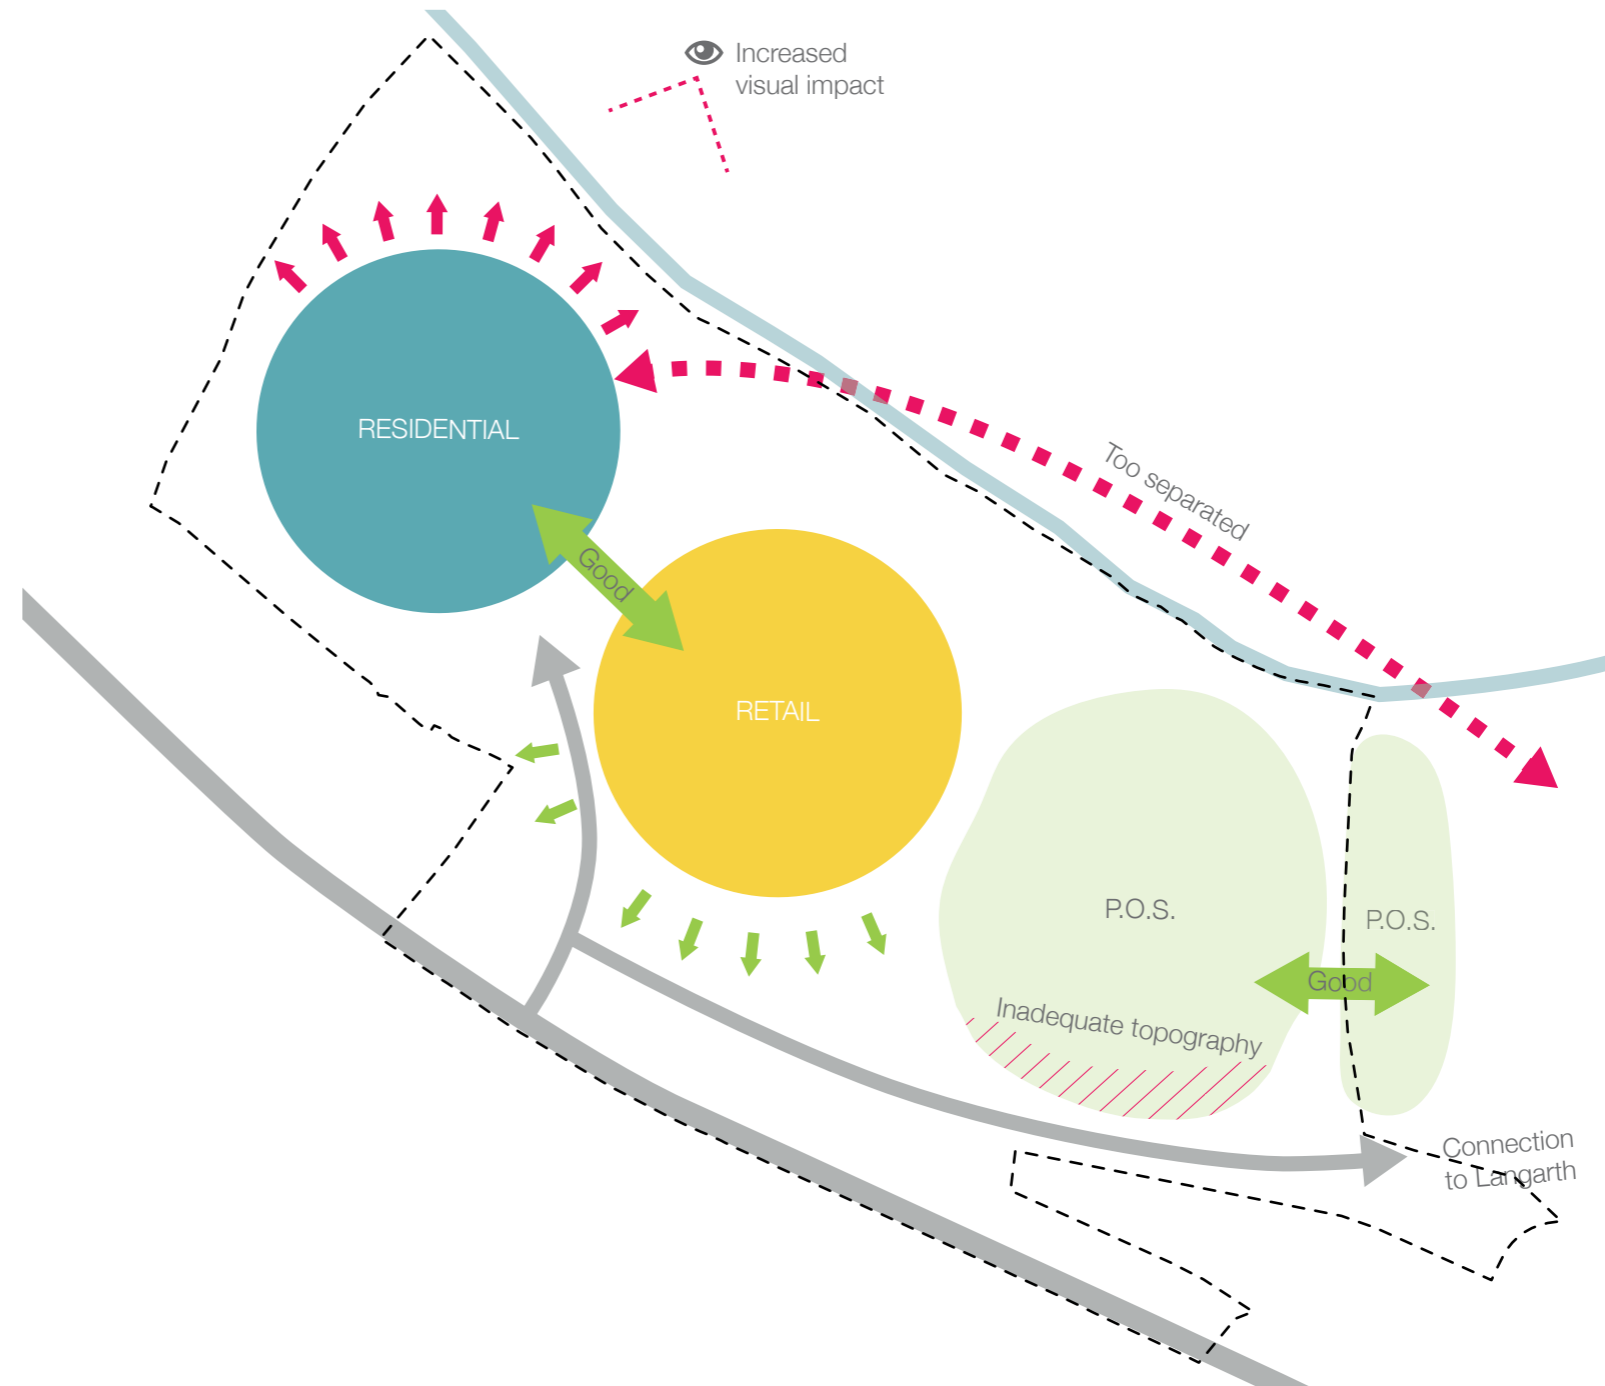 Increased
visual impact
RESIDENTIAL
Too separated
Good
RETAIL
P.O.S.
P.O.S.
Good
Inadequate topography
Connection
to Langarth